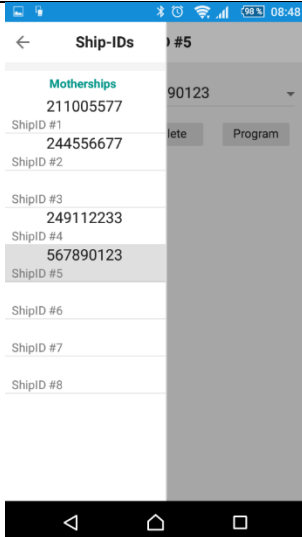 98% 08:48
Ship-IDs
#5
Motherships
211005577
90123
ShipID #1
244556677
lete
Program
ShipID #2
ShipID #3
249112233
ShipID #4
567890123
ShipID #5
ShipID #6
ShipID #7
ShipID #8